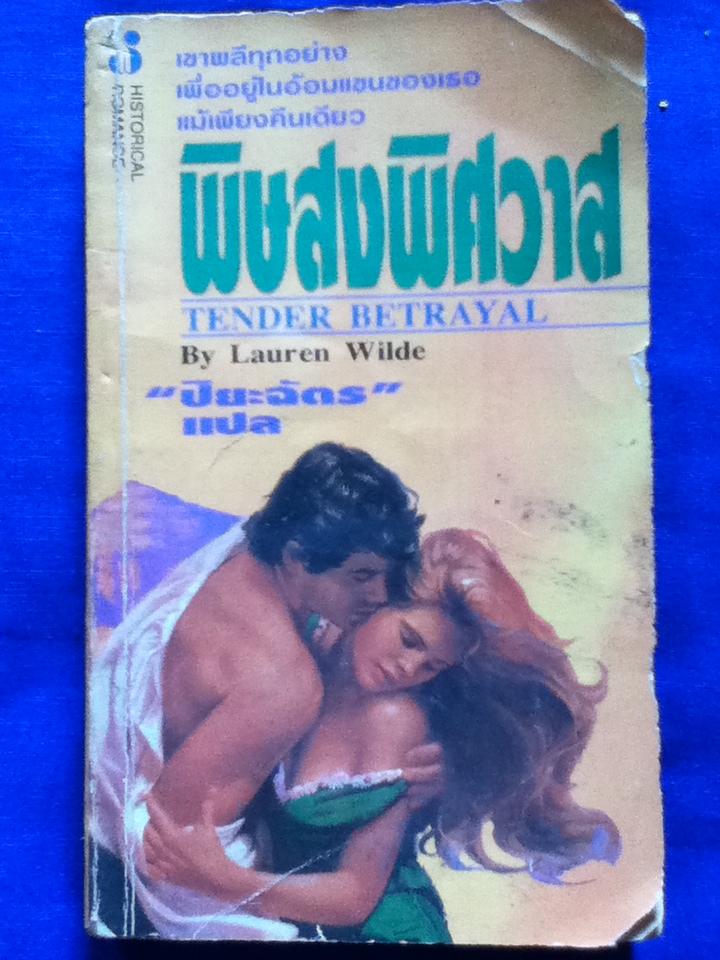 HISTORICAL
ROMANCE
เขาพลีทุกอย่าง
เพื่ออยู่ในอ้อมแขนของเธอ
แม้เพียงคืนเดียว
พิษสงพิศวาส
TENDER BETRAYAL
By Lauren Wilde
“ปิยะฉัตร”
แปล